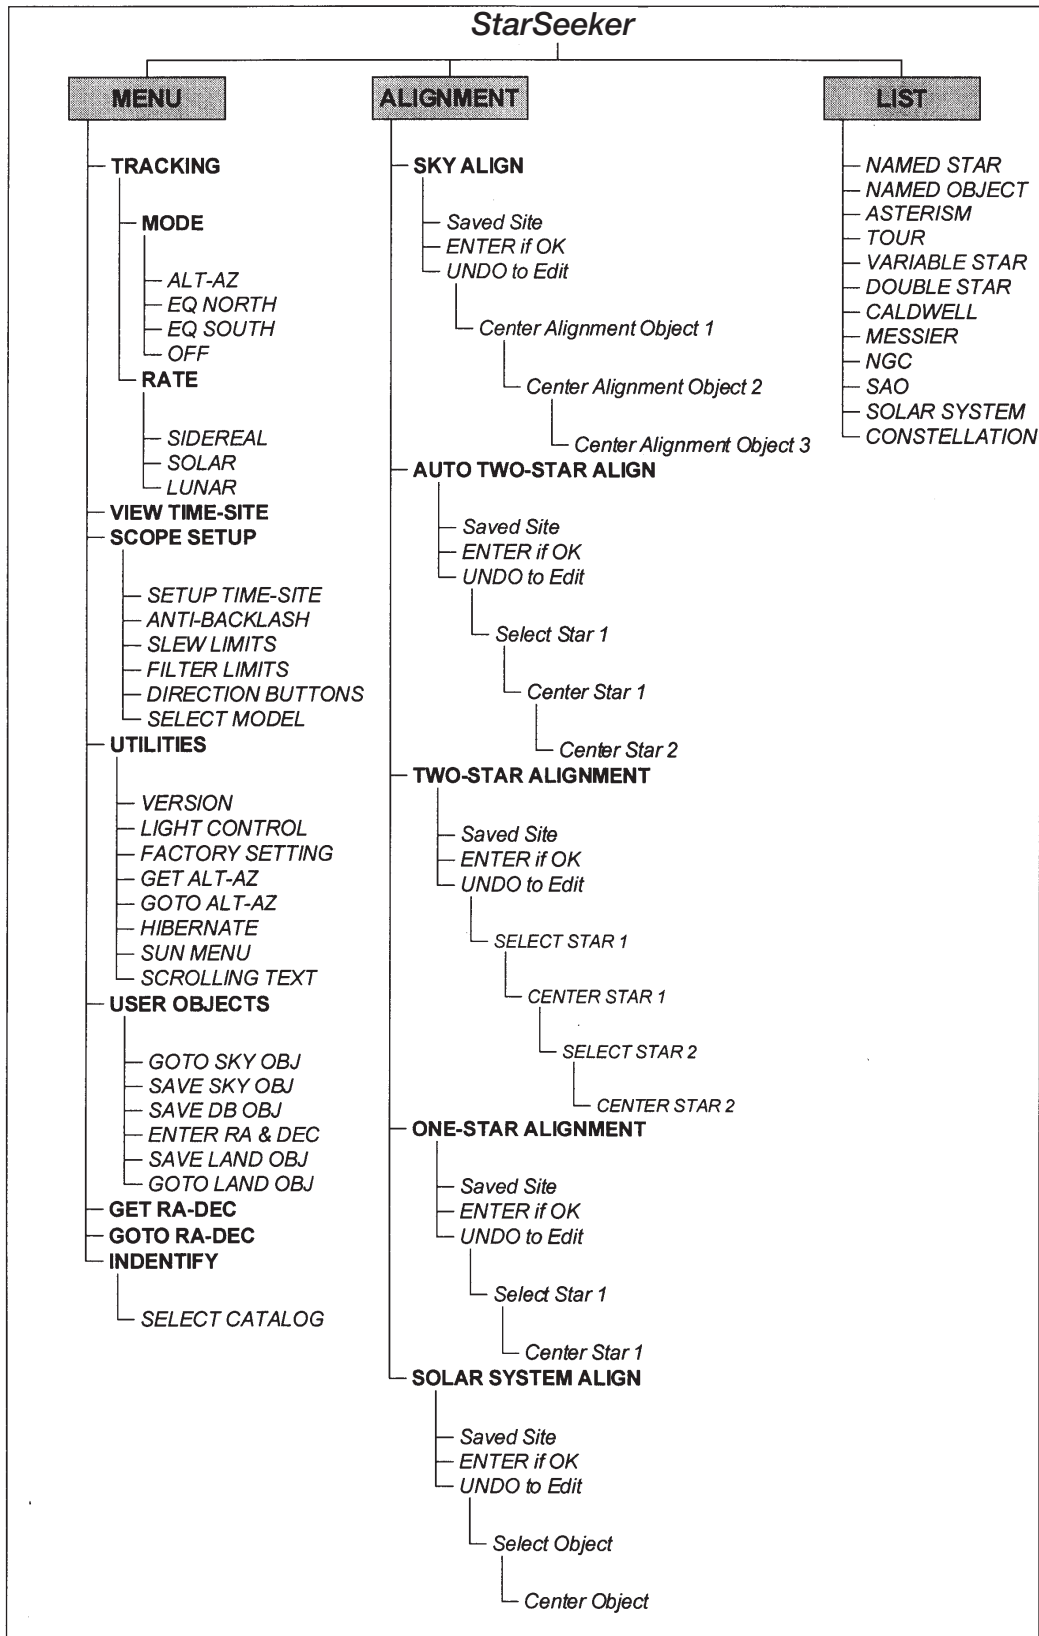 StarSeeker
MENU
TRACKING
MODE
ALT-AZ
EQ NORTH
EQ SOUTH
OFF
RATE
SIDEREAL
SOLAR
LUNAR
VIEW TIME-SITE
SCOPE SETUP
SETUP TIME-SITE
ANTI-BACKLASH
SLEW LIMITS
FILTER LIMITS
DIRECTION BUTTONS
SELECT MODEL
UTILITIES
VERSION
LIGHT CONTROL
FACTORY SETTING
GET ALT-AZ
GOTO ALT-AZ
HIBERNATE
SUN MENU
SCROLLING TEXT
USER OBJECTS
GOTO SKY OBJ
SAVE SKY OBJ
SAVE DB OBJ
ENTER RA & DEC
SAVE LAND OBJ
GOTO LAND OBJ
GET RA-DEC
GOTO RA-DEC
INDENTIFY
SELECT CATALOG
ALIGNMENT
SKY ALIGN
Saved Site
ENTER if OK
UNDO to Edit
Center Alignment Object 1
Center Alignment Object 2
Center Alignment Object 3
AUTO TWO-STAR ALIGN
Saved Site
ENTER if OK
UNDO to Edit
Select Star 1
Center Star 1
Center Star 2
TWO-STAR ALIGNMENT
Saved Site
ENTER if OK
UNDO to Edit
SELECT STAR 1
CENTER STAR 1
SELECT STAR 2
CENTER STAR 2
ONE-STAR ALIGNMENT
Saved Site
ENTER if OK
UNDO to Edit
Select Star 1
Center Star 1
SOLAR SYSTEM ALIGN
Saved Site
ENTER if OK
UNDO to Edit
Select Object
Center Object
LIST
NAMED STAR
NAMED OBJECT
ASTERISM
TOUR
VARIABLE STAR
DOUBLE STAR
CALDWELL
MESSIER
NGC
SAO
SOLAR SYSTEM
CONSTELLATION